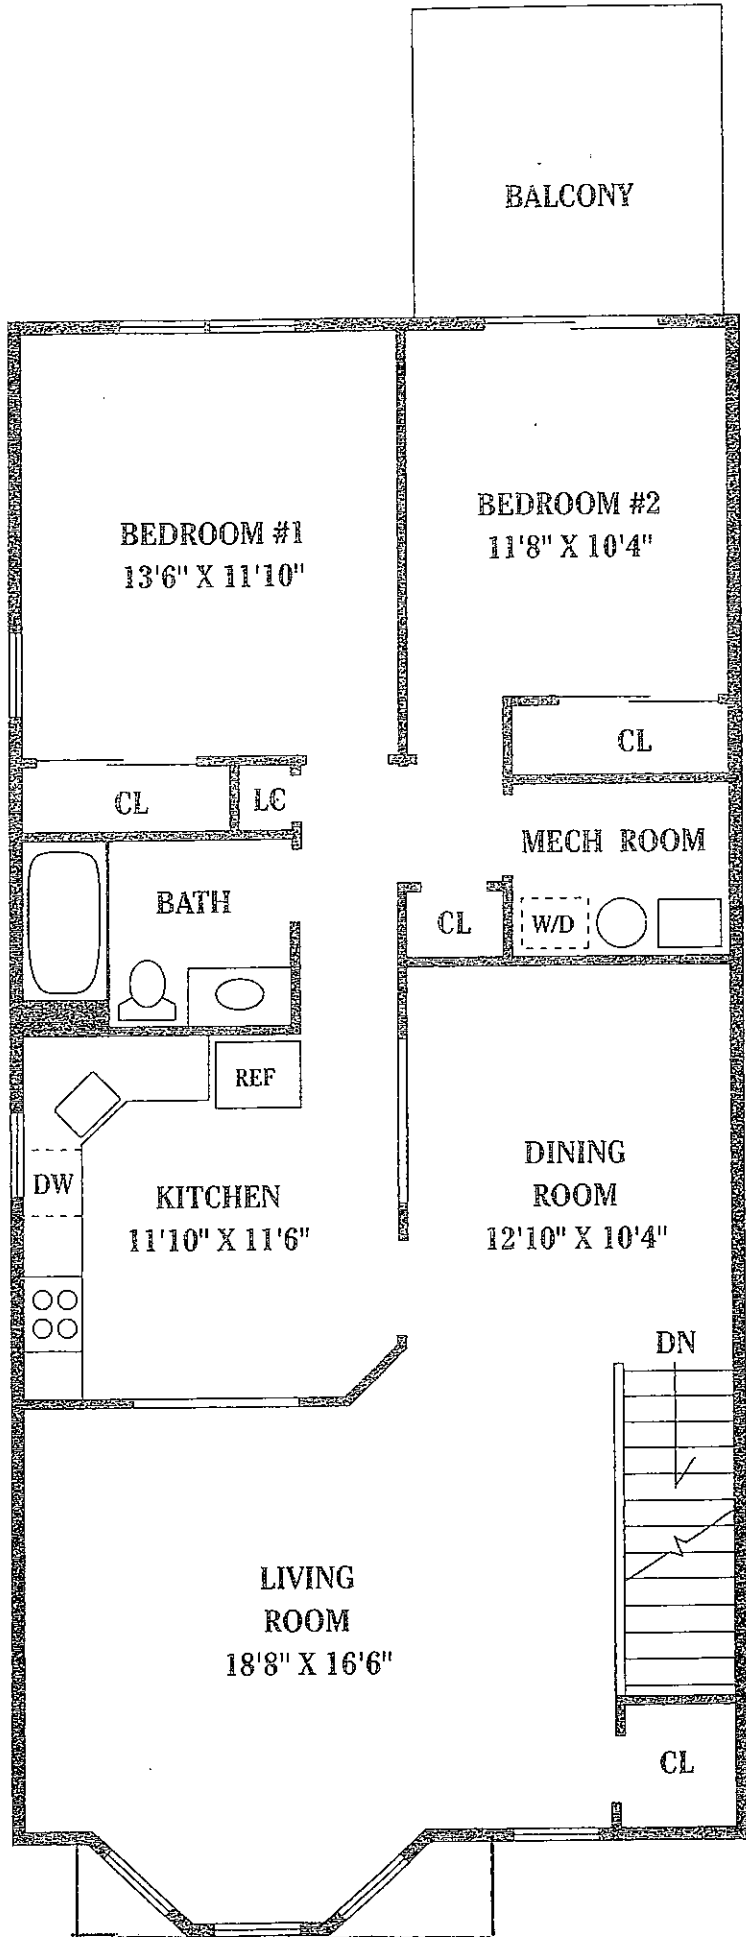 BALCONY
BEDROOM #1
13'6" X 11'10"
BEDROOM #2
11'8" X 10'4"
CL
CL
LC
MECH ROOM
BATH
CL
W/D
REF
DW
KITCHEN
11'10" X 11'6"
DINING
ROOM
12'10" X 10'4"
DN
LIVING
ROOM
18'8" X 16'6"
CL